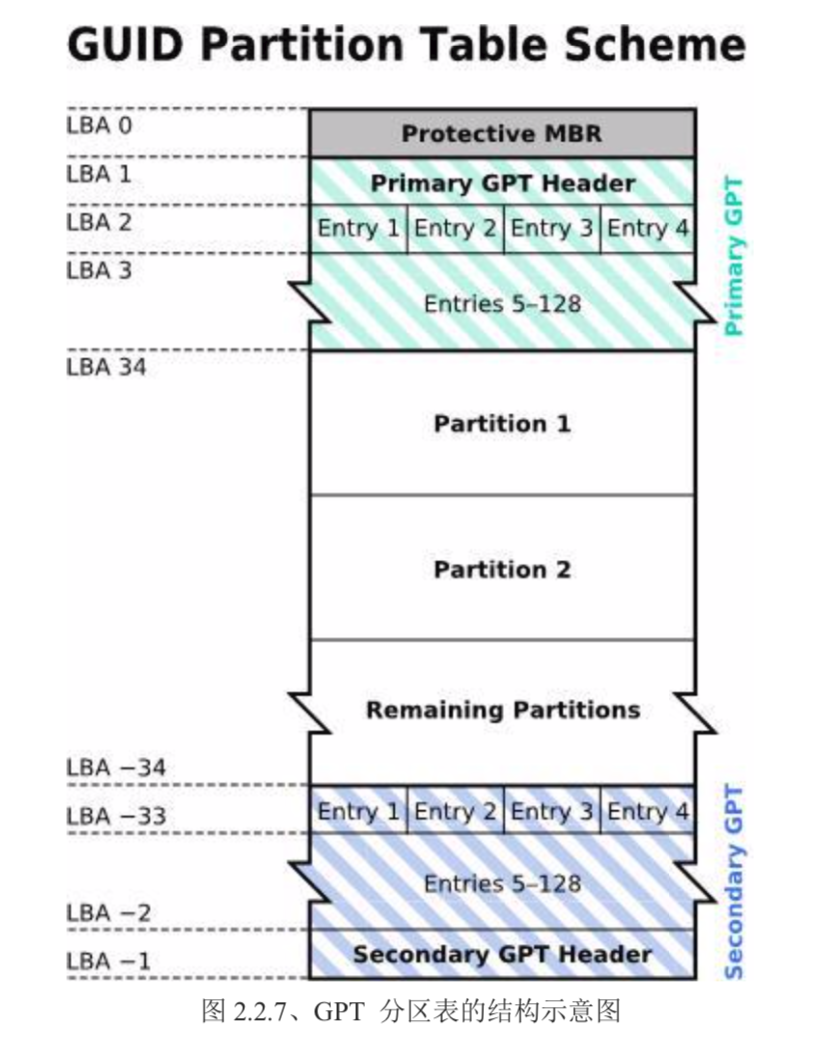 GUID Partition Table Scheme
LBA 0
Protective MBR
LBA 1
Primary GPT Header
LBA 2
Entry 1 Entry 2 Entry 3 Entry 4
LBA 3
Entries 5–128
Primary GPT
LBA 34
Partition 1
Partition 2
Remaining Partitions
LBA −34
LBA −33
Entry 1 Entry 2 Entry 3 Entry 4
Entries 5–128
LBA −2
Secondary GPT Header
LBA −1
Secondary GPT
图 2.2.7、GPT 分区表的结构示意图